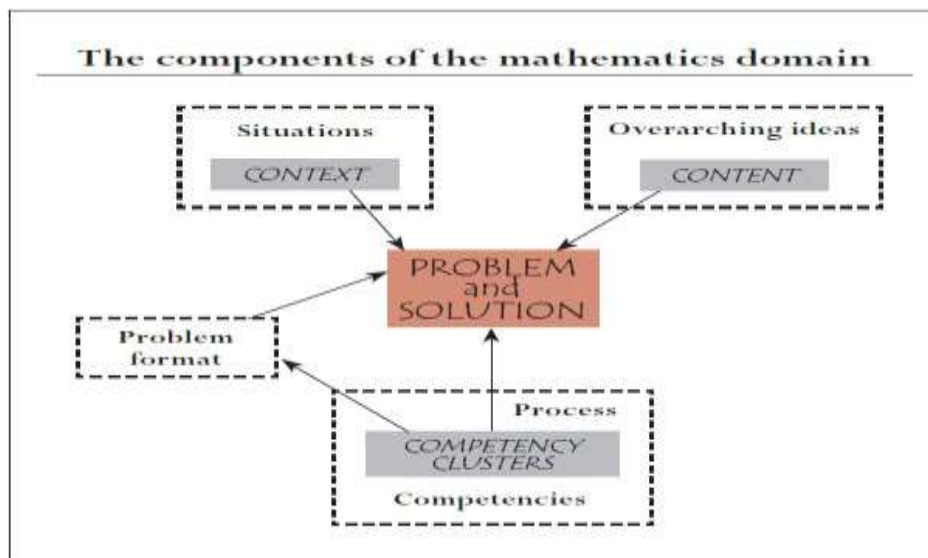 The components of the mathematics domain
Situations
CONTEXT
Overarching ideas
CONTENT
PROBLEM
and
SOLUTION
Problem
format
Process
COMPETENCY
CLUSTERS
Competencies